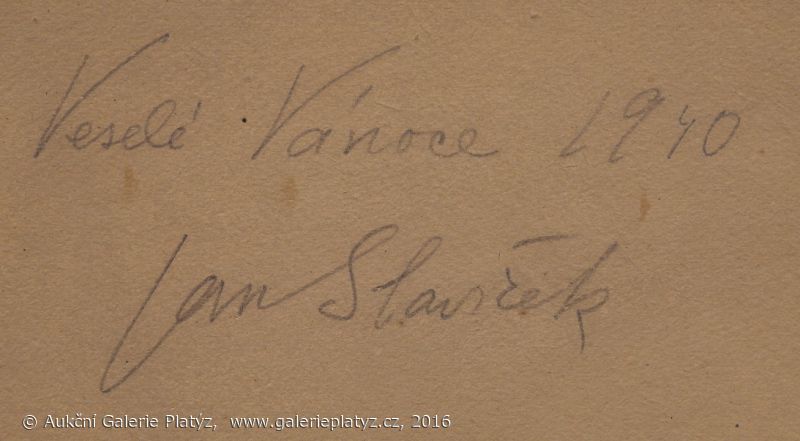 Veselé Vánoce 1940
Jan Slavíček
© Aukční Galerie Platýz, www.galerieplatyz.cz, 2016